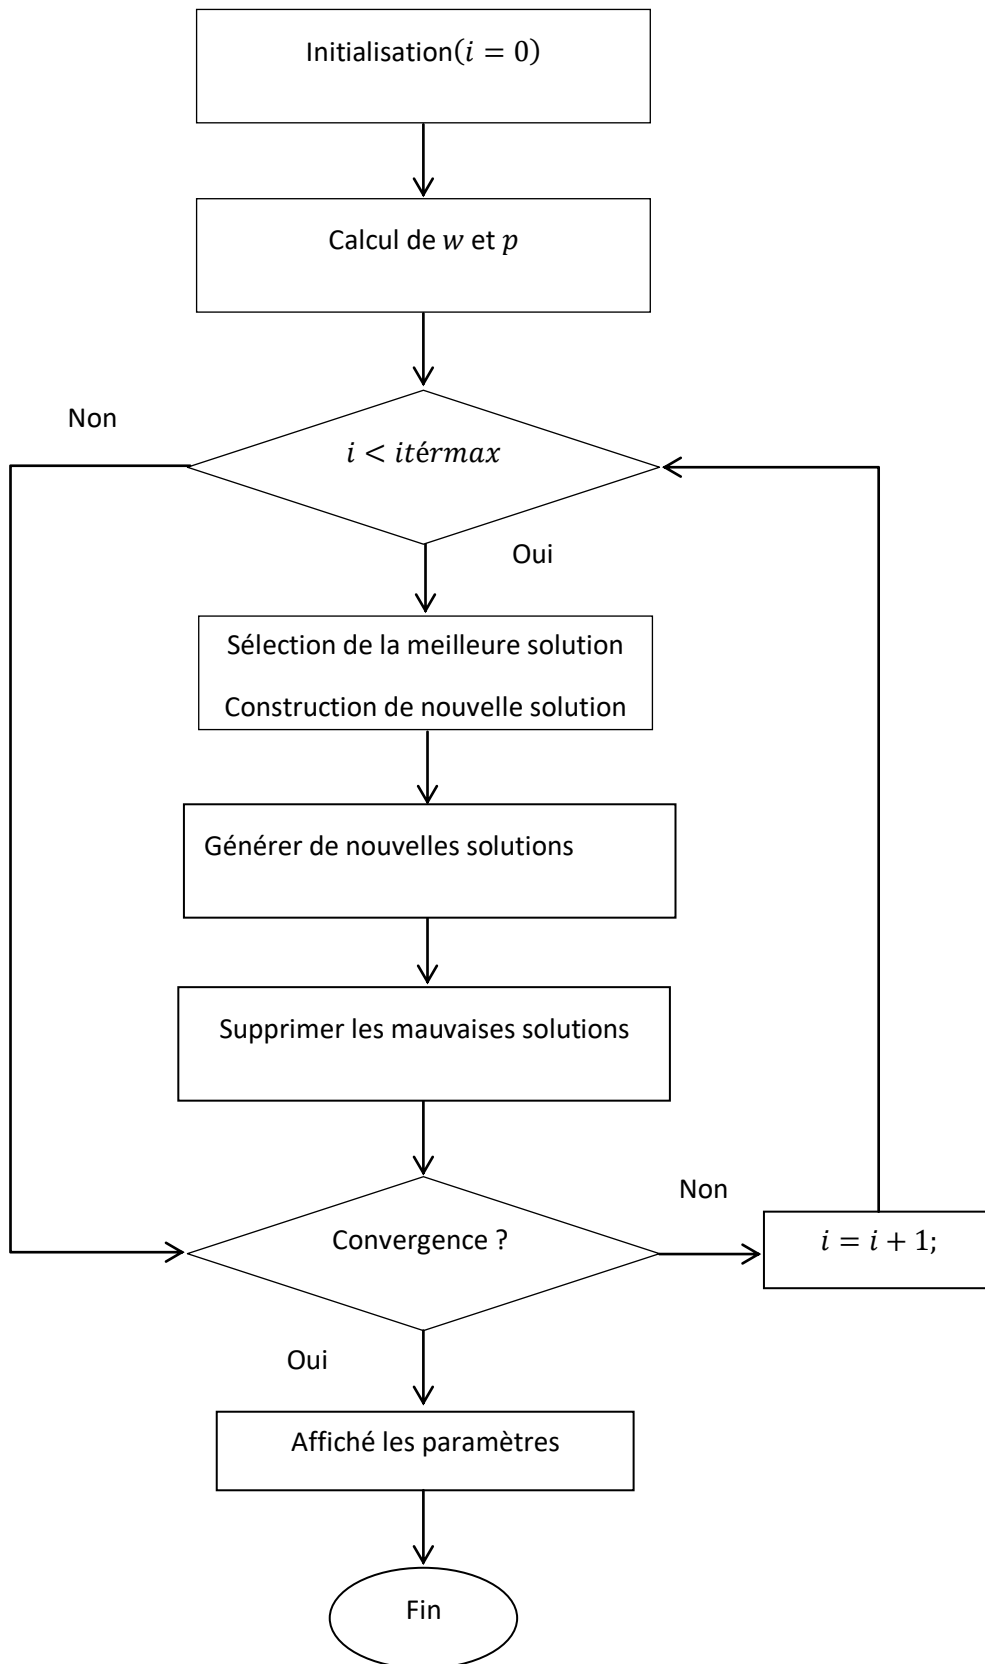 Initialisation(i = 0)
Calcul de w et p
Non
i < itérmax
Oui
Sélection de la meilleure solution
Construction de nouvelle solution
Générer de nouvelles solutions
Supprimer les mauvaises solutions
Non
Convergence ?
i = i + 1;
Oui
Affiché les paramètres
Fin